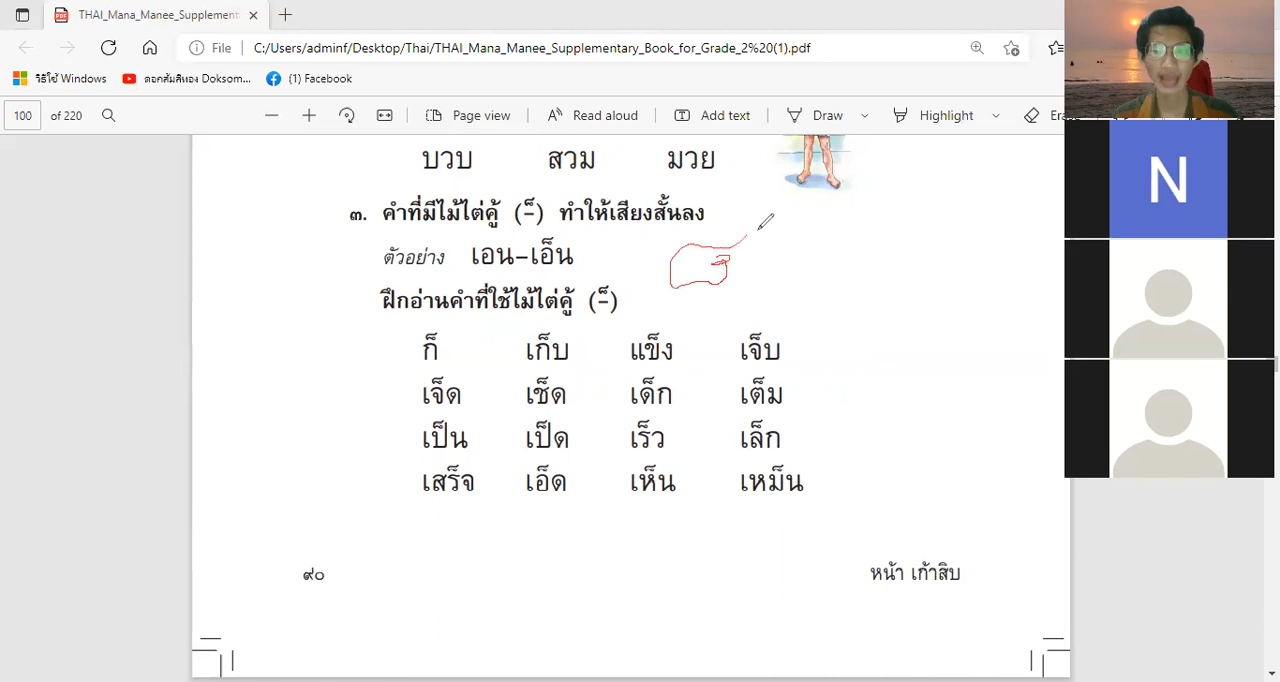 THAI_Mana_Manee_Supplement
File C:/Users/adminf/Desktop/Thai/THAI_Mana_Manee_Supplementary_Book_for_Grade_2%20(1).pdf
วิธีใช้ Windows ดอกส้มสีทอง Doksom... (1) Facebook
100 of 220 Page view Read aloud Add text Draw Highlight
บวบ สวม มวย
๓. คำที่มีไม้ไต่คู้ (-็) ทำให้เสียงสั้นลง
ตัวอย่าง เอน-เอ็น
ฝึกอ่านคำที่ใช้ไม้ไต่คู้ (-็)
ก็ เก็บ แข็ง เจ็บ
เจ็ด เช็ด เด็ก เต็ม
เป็น เป็ด เร็ว เล็ก
เสร็จ เอ็ด เห็น เหม็น
๙๐ หน้า เก้าสิบ
N